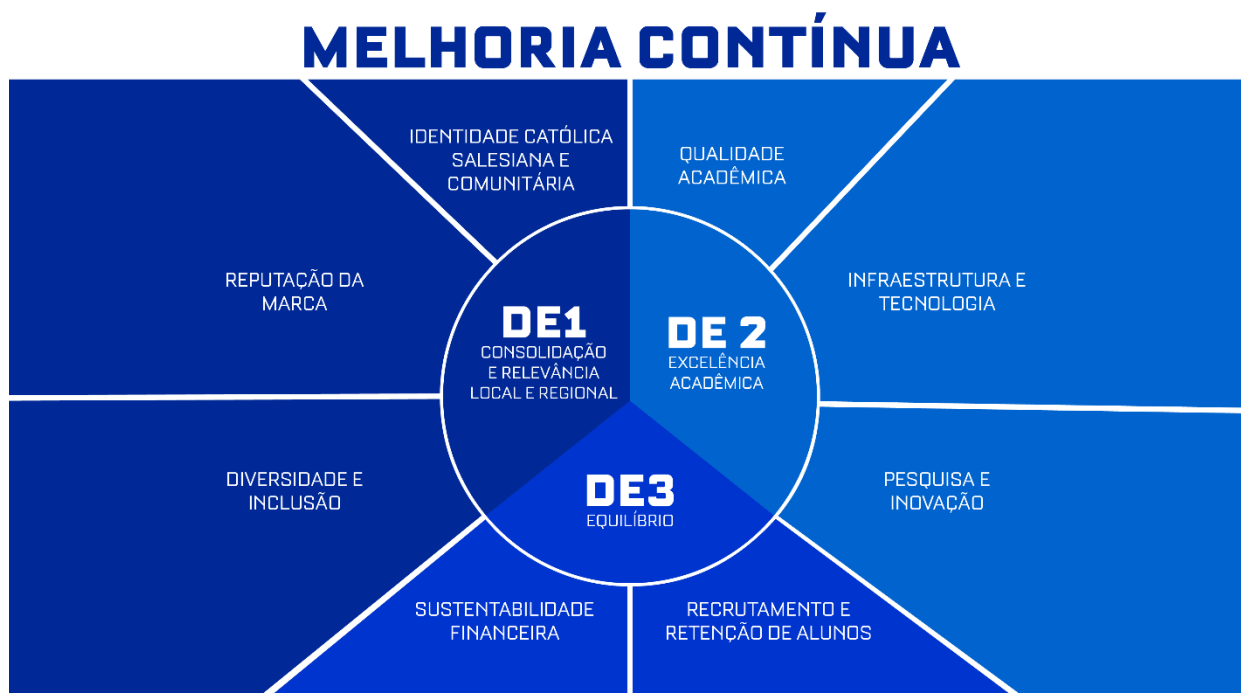 MELHORIA CONTÍNUA
IDENTIDADE CATÓLICA
SALESIANA E
COMUNITÁRIA
QUALIDADE
ACADÊMICA
REPUTAÇÃO DA
MARCA
INFRAESTRUTURA E
TECNOLOGIA
DE1
CONSOLIDAÇÃO
E RELEVÂNCIA
LOCAL E REGIONAL
DE 2
EXCELÊNCIA
ACADÊMICA
DIVERSIDADE E
INCLUSÃO
DE3
EQUILÍBRIO
PESQUISA E
INOVAÇÃO
SUSTENTABILIDADE
FINANCEIRA
RECRUTAMENTO E
RETENÇÃO DE ALUNOS